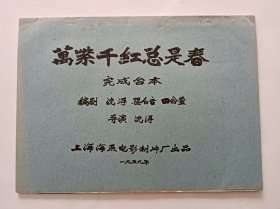 萬紫千紅总是春
完成台本
编剧 沈浮 瞿白音 田念萱
导演 沈浮
上海海燕电影制片厂出品
一九五九年